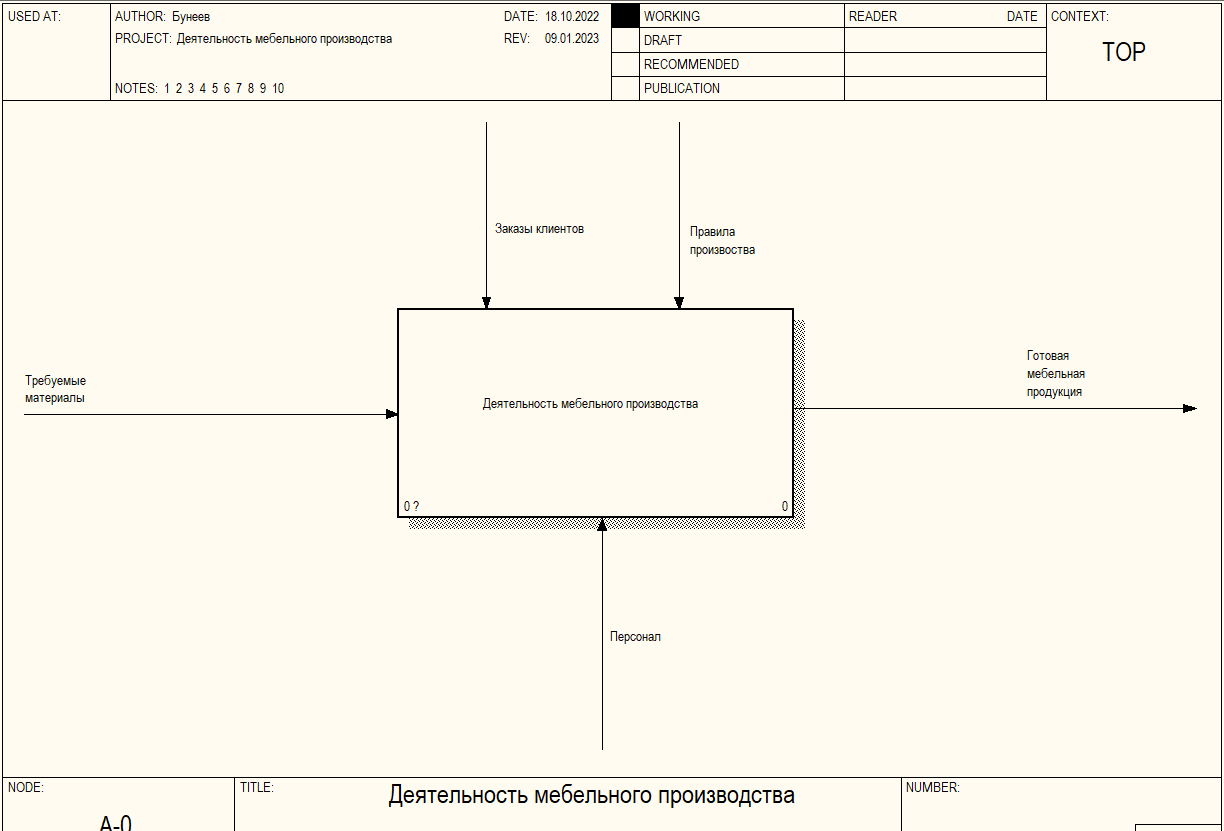 USED AT:
AUTHOR: Бунеев
DATE: 18.10.2022
PROJECT: Деятельность мебельного производства
REV: 09.01.2023
NOTES: 1 2 3 4 5 6 7 8 9 10
WORKING
DRAFT
RECOMMENDED
PUBLICATION
READER DATE
CONTEXT:
TOP
Заказы клиентов
Правила
произвоства
Требуемые
материалы
Деятельность мебельного производства
0 ? 0
Готовая
мебельная
продукция
Персонал
NODE:
A-0
TITLE:
Деятельность мебельного производства
NUMBER: